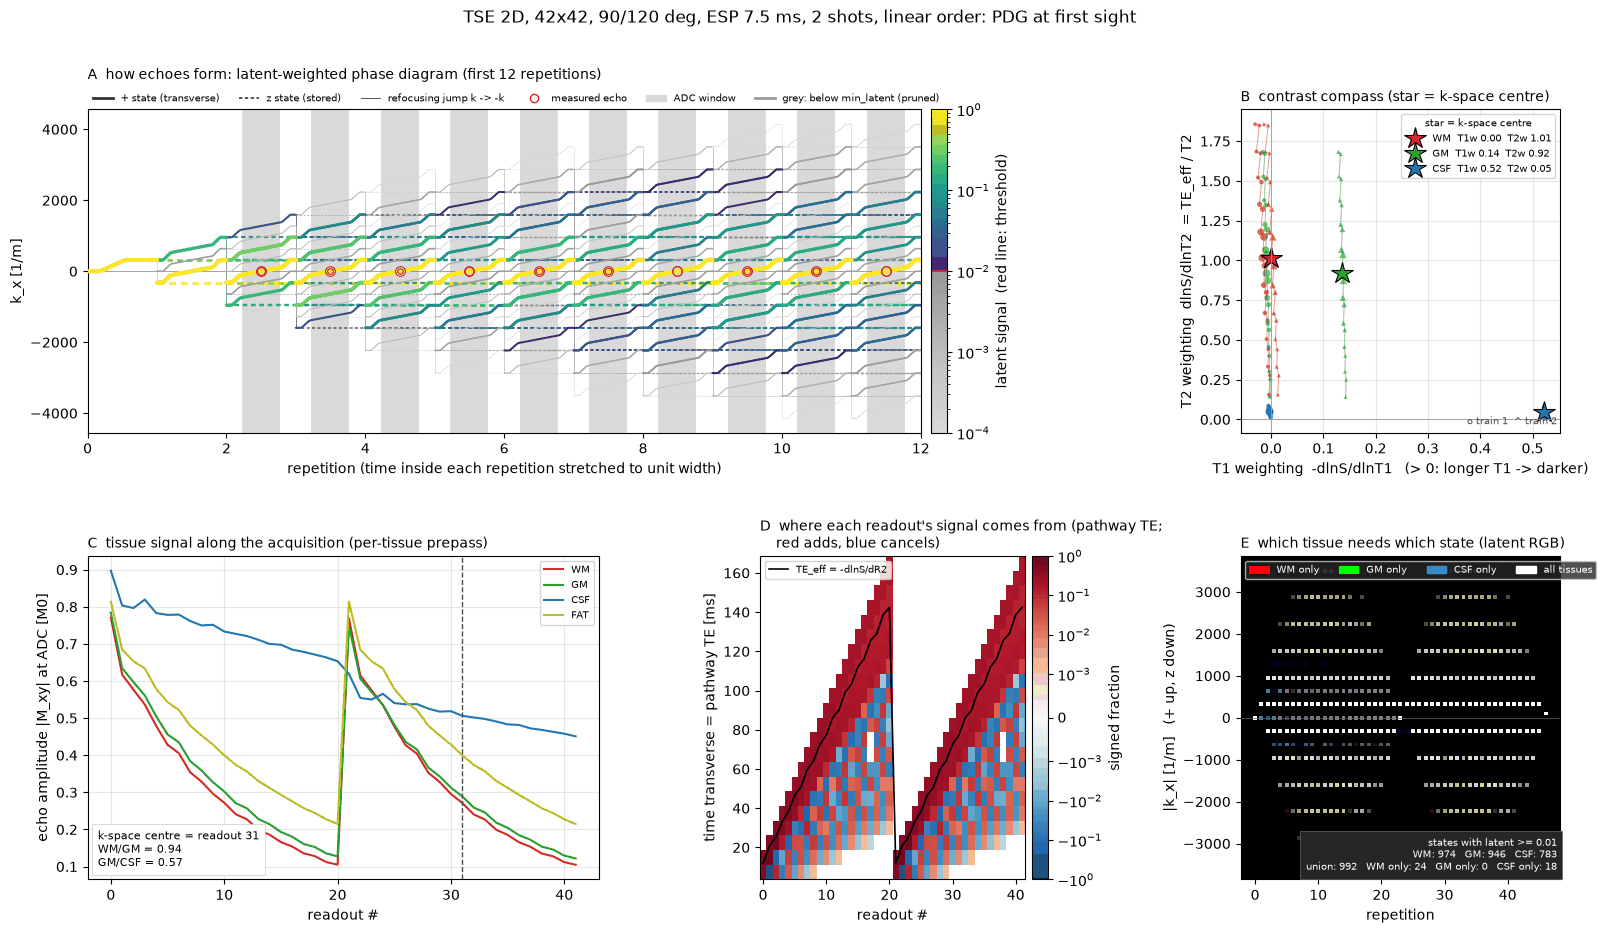 TSE 2D, 42x42, 90/120 deg, ESP 7.5 ms, 2 shots, linear order: PDG at first sight
A  how echoes form: latent-weighted phase diagram (first 12 repetitions)
+ state (transverse)
z state (stored)
refocusing jump k -> -k
measured echo
ADC window
grey: below min_latent (pruned)
k_x [1/m]
4000
2000
0
−2000
−4000
0
2
4
6
8
10
12
repetition (time inside each repetition stretched to unit width)
10⁰
10⁻¹
10⁻²
10⁻³
10⁻⁴
latent signal  (red line: threshold)
B  contrast compass (star = k-space centre)
star = k-space centre
WM  T1w 0.00  T2w 1.01
GM  T1w 0.14  T2w 0.92
CSF  T1w 0.52  T2w 0.05
T2 weighting  dlnS/dlnT2  = TE_eff / T2
1.75
1.50
1.25
1.00
0.75
0.50
0.25
0.00
o train 1  ^ train 2
0.0
0.1
0.2
0.3
0.4
0.5
T1 weighting  -dlnS/dlnT1   (> 0: longer T1 -> darker)
C  tissue signal along the acquisition (per-tissue prepass)
echo amplitude |M_xy| at ADC [M0]
0.9
0.8
0.7
0.6
0.5
0.4
0.3
0.2
0.1
WM
GM
CSF
FAT
k-space centre = readout 31
WM/GM = 0.94
GM/CSF = 0.57
0
10
20
30
40
readout #
D  where each readout's signal comes from (pathway TE;
red adds, blue cancels)
TE_eff = -dlnS/dR2
time transverse = pathway TE [ms]
160
140
120
100
80
60
40
20
0
10
20
30
40
readout #
10⁰
10⁻¹
10⁻²
10⁻³
0
−10⁻³
−10⁻²
−10⁻¹
−10⁰
signed fraction
E  which tissue needs which state (latent RGB)
WM only
GM only
CSF only
all tissues
|k_x| [1/m]  (+ up, z down)
3000
2000
1000
0
−1000
−2000
−3000
states with latent >= 0.01
WM: 974   GM: 946   CSF: 783
union: 992   WM only: 24   GM only: 0   CSF only: 18
0
10
20
30
40
repetition